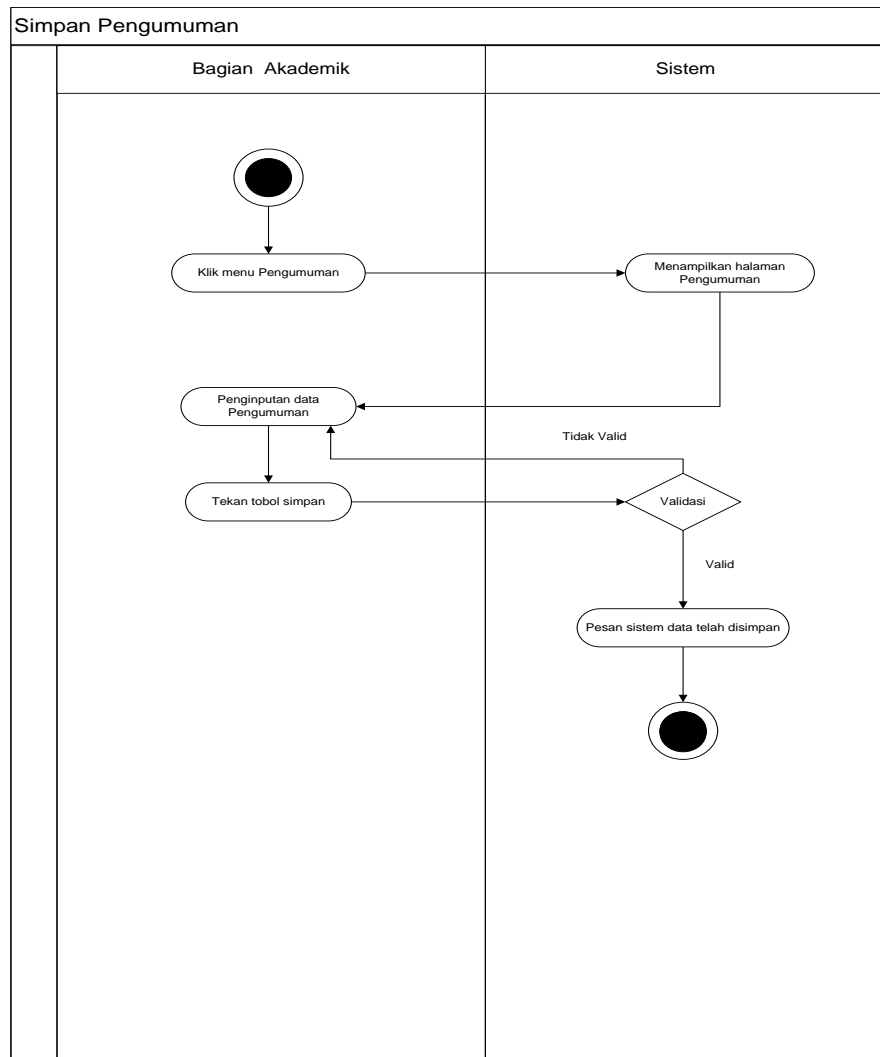 Simpan Pengumuman
Bagian Akademik
Sistem
Klik menu Pengumuman
Menampilkan halaman
Pengumuman
Penginputan data
Pengumuman
Tidak Valid
Tekan tobol simpan
Validasi
Valid
Pesan sistem data telah disimpan